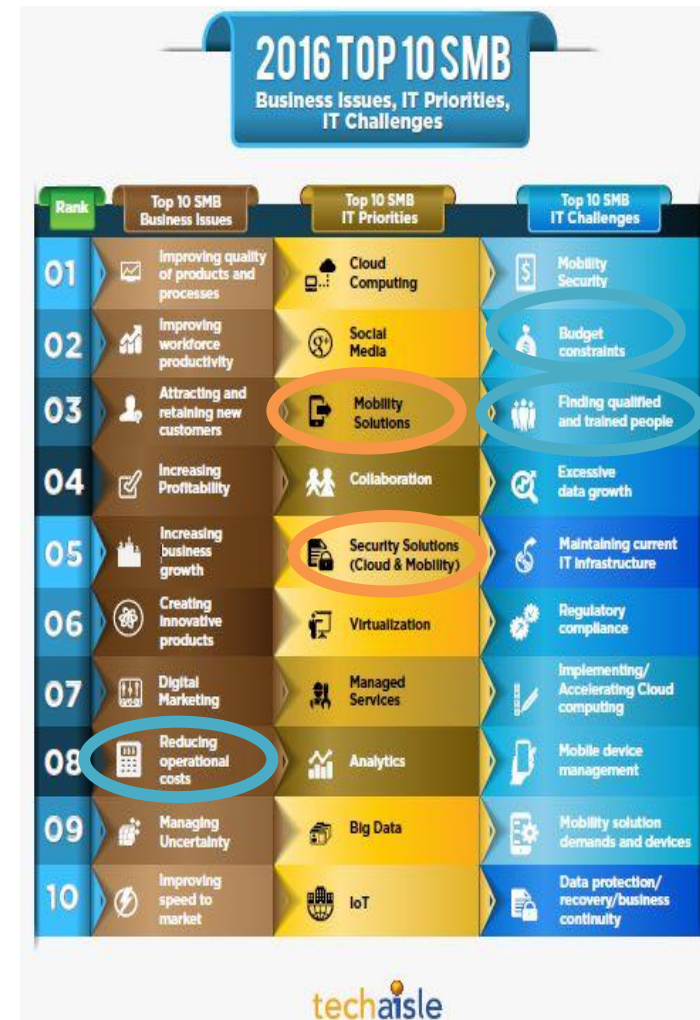 2016 TOP 10 SMB
Business Issues, IT Priorities,
IT Challenges
Rank
Top 10 SMB
Business Issues
Top 10 SMB
IT Priorities
Top 10 SMB
IT Challenges
01
Improving quality
of products and
processes
Cloud
Computing
Mobility
Security
02
Improving
workforce
productivity
Social
Media
Budget
constraints
03
Attracting and
retaining new
customers
Mobility
Solutions
Finding qualified
and trained people
04
Increasing
Profitability
Collaboration
Excessive
data growth
05
Increasing
business
growth
Security Solutions
(Cloud & Mobility)
Maintaining current
IT infrastructure
06
Creating
innovative
products
Virtualization
Regulatory
compliance
07
Digital
Marketing
Managed
Services
Implementing/
Accelerating Cloud
computing
08
Reducing
operational
costs
Analytics
Mobile device
management
09
Managing
Uncertainty
Big Data
Mobility solution
demands and devices
10
Improving
speed to
market
IoT
Data protection/
recovery/business
continuity
techaisle